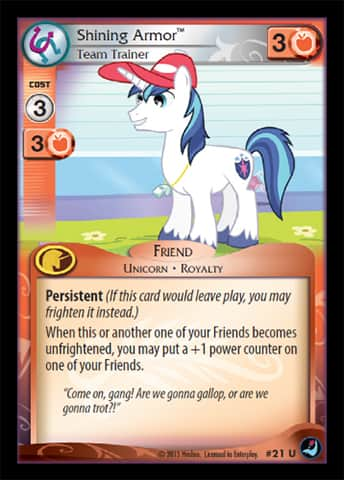 Shining Armor™
Team Trainer
3
COST
3
3
FRIEND
UNICORN • ROYALTY
Persistent (If this card would leave play, you may
frighten it instead.)
When this or another one of your Friends becomes
unfrightened, you may put a +1 power counter on
one of your Friends.
“Come on, gang! Are we gonna gallop, or are we
gonna trot?!”
© 2015 Hasbro. Licensed to Enterplay. #21 U